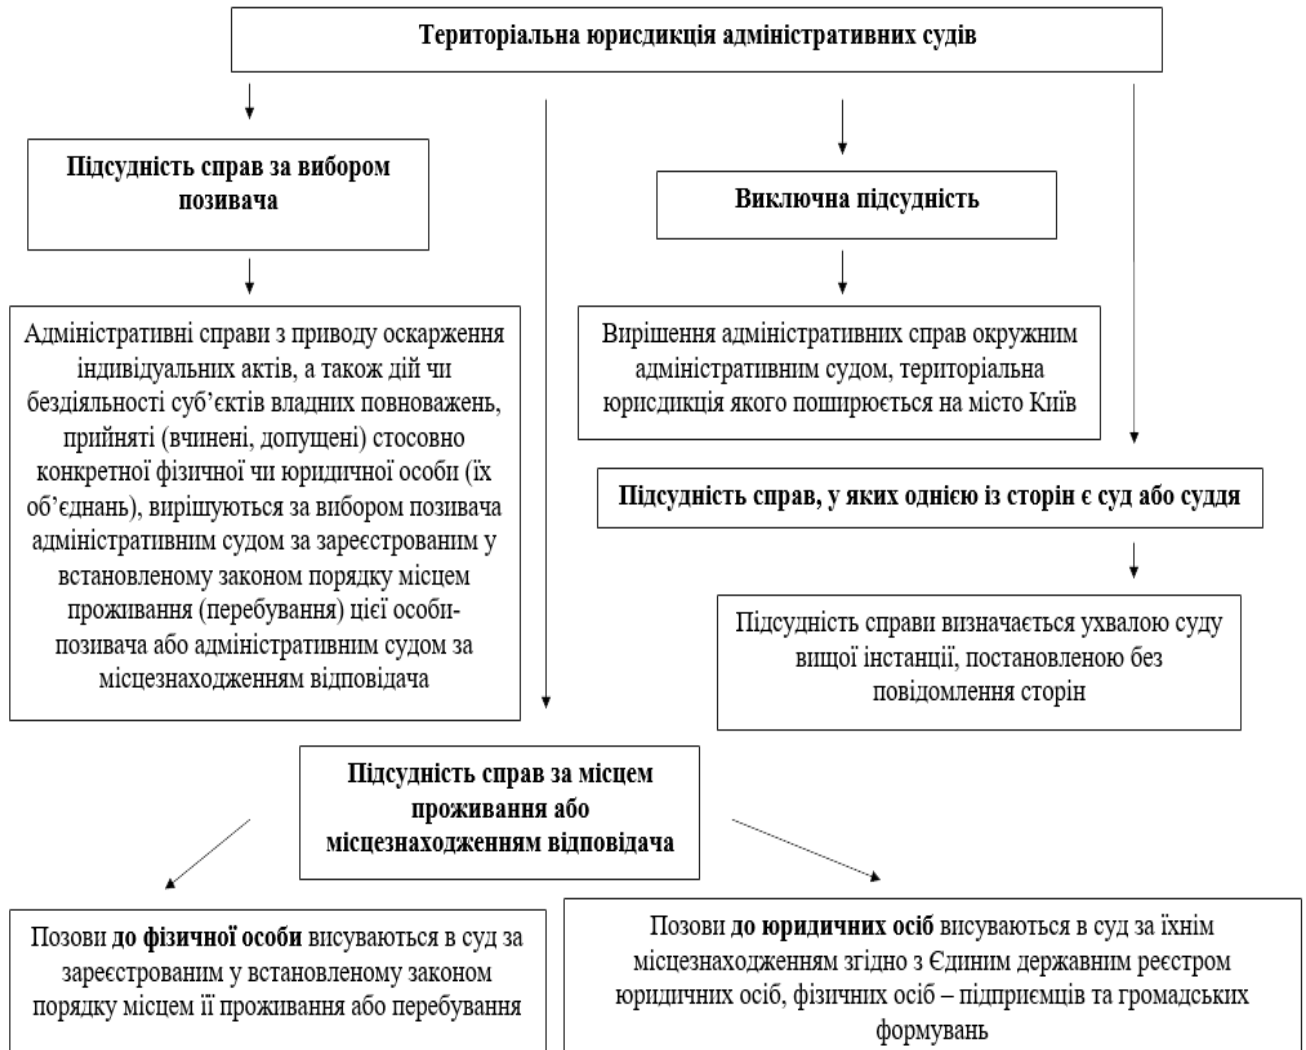 Територіальна юрисдикція адміністративних судів
Підсудність справ за вибором
позивача
Виключна підсудність
Адміністративні справи з приводу оскарження
індивідуальних актів, а також дій чи
бездіяльності суб’єктів владних повноважень,
прийняті (вчинені, допущені) стосовно
конкретної фізичної чи юридичної особи (їх
об’єднань), вирішуються за вибором позивача
адміністративним судом за зареєстрованим у
встановленому законом порядку місцем
проживання (перебування) цієї особи-
позивача або адміністративним судом за
місцезнаходженням відповідача
Вирішення адміністративних справ окружним
адміністративним судом, територіальна
юрисдикція якого поширюється на місто Київ
Підсудність справ, у яких однією із сторін є суд або суддя
Підсудність справи визначається ухвалою суду
вищої інстанції, постановленою без
повідомлення сторін
Підсудність справ за місцем
проживання або
місцезнаходженням відповідача
Позови до фізичної особи висуваються в суд за
зареєстрованим у встановленому законом
порядку місцем її проживання або перебування
Позови до юридичних осіб висуваються в суд за їхнім
місцезнаходженням згідно з Єдиним державним реєстром
юридичних осіб, фізичних осіб – підприємців та громадських
формувань